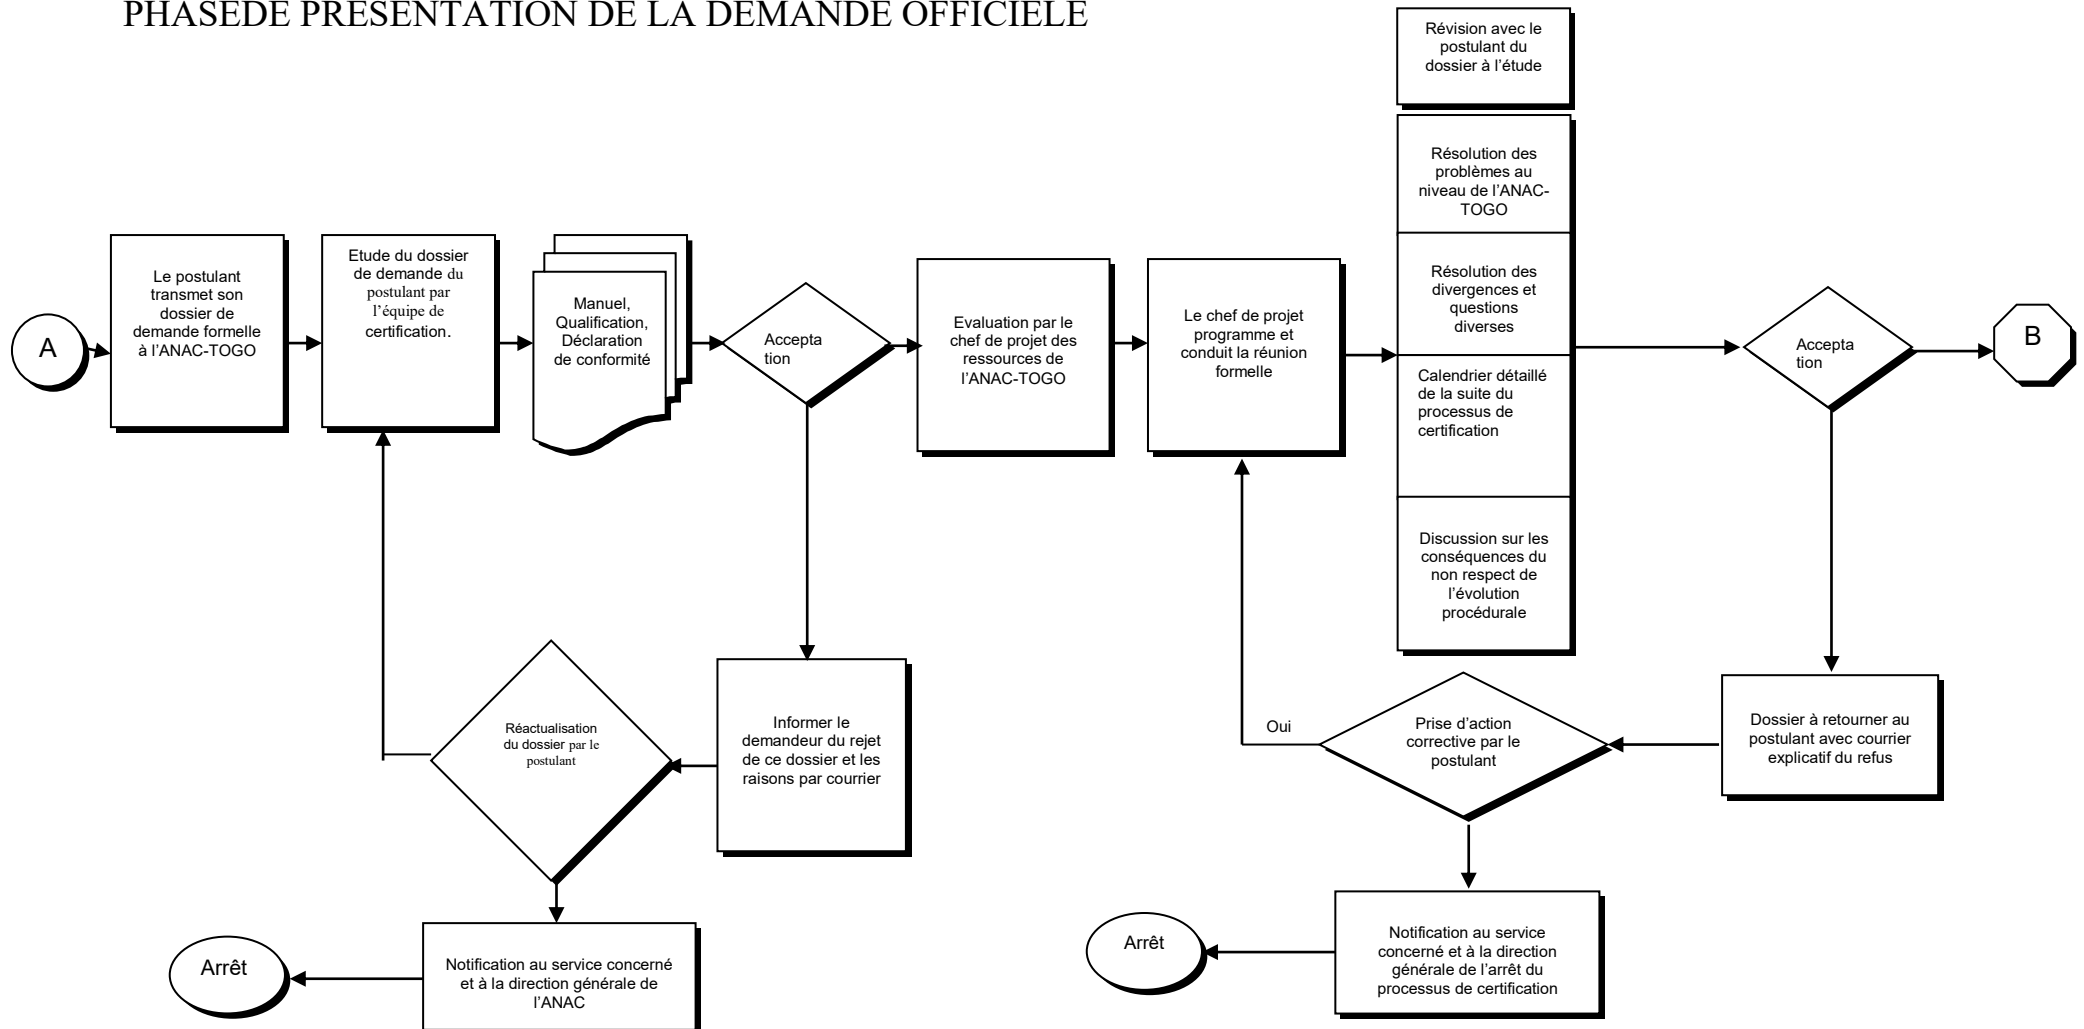 PHASEDE PRESENTATION DE LA DEMANDE OFFICIELE
Révision avec le
postulant du
dossier à l’étude
A
Le postulant
transmet son
dossier de
demande formelle
à l’ANAC-TOGO
Etude du dossier
de demande du
postulant par
l’équipe de
certification.
Manuel,
Qualification,
Déclaration
de conformité
Accepta
tion
Evaluation par le
chef de projet des
ressources de
l’ANAC-TOGO
Le chef de projet
programme et
conduit la réunion
formelle
Résolution des
problèmes au
niveau de l’ANAC-
TOGO
Résolution des
divergences et
questions
diverses
Calendrier détaillé
de la suite du
processus de
certification
Discussion sur les
conséquences du
non respect de
l’évolution
procédurale
Accepta
tion
B
Réactualisation
du dossier par le
postulant
Informer le
demandeur du rejet
de ce dossier et les
raisons par courrier
Oui
Prise d’action
corrective par le
postulant
Dossier à retourner au
postulant avec courrier
explicatif du refus
Arrêt
Notification au service concerné
et à la direction générale de
l’ANAC
Arrêt
Notification au service
concerné et à la direction
générale de l’arrêt du
processus de certification